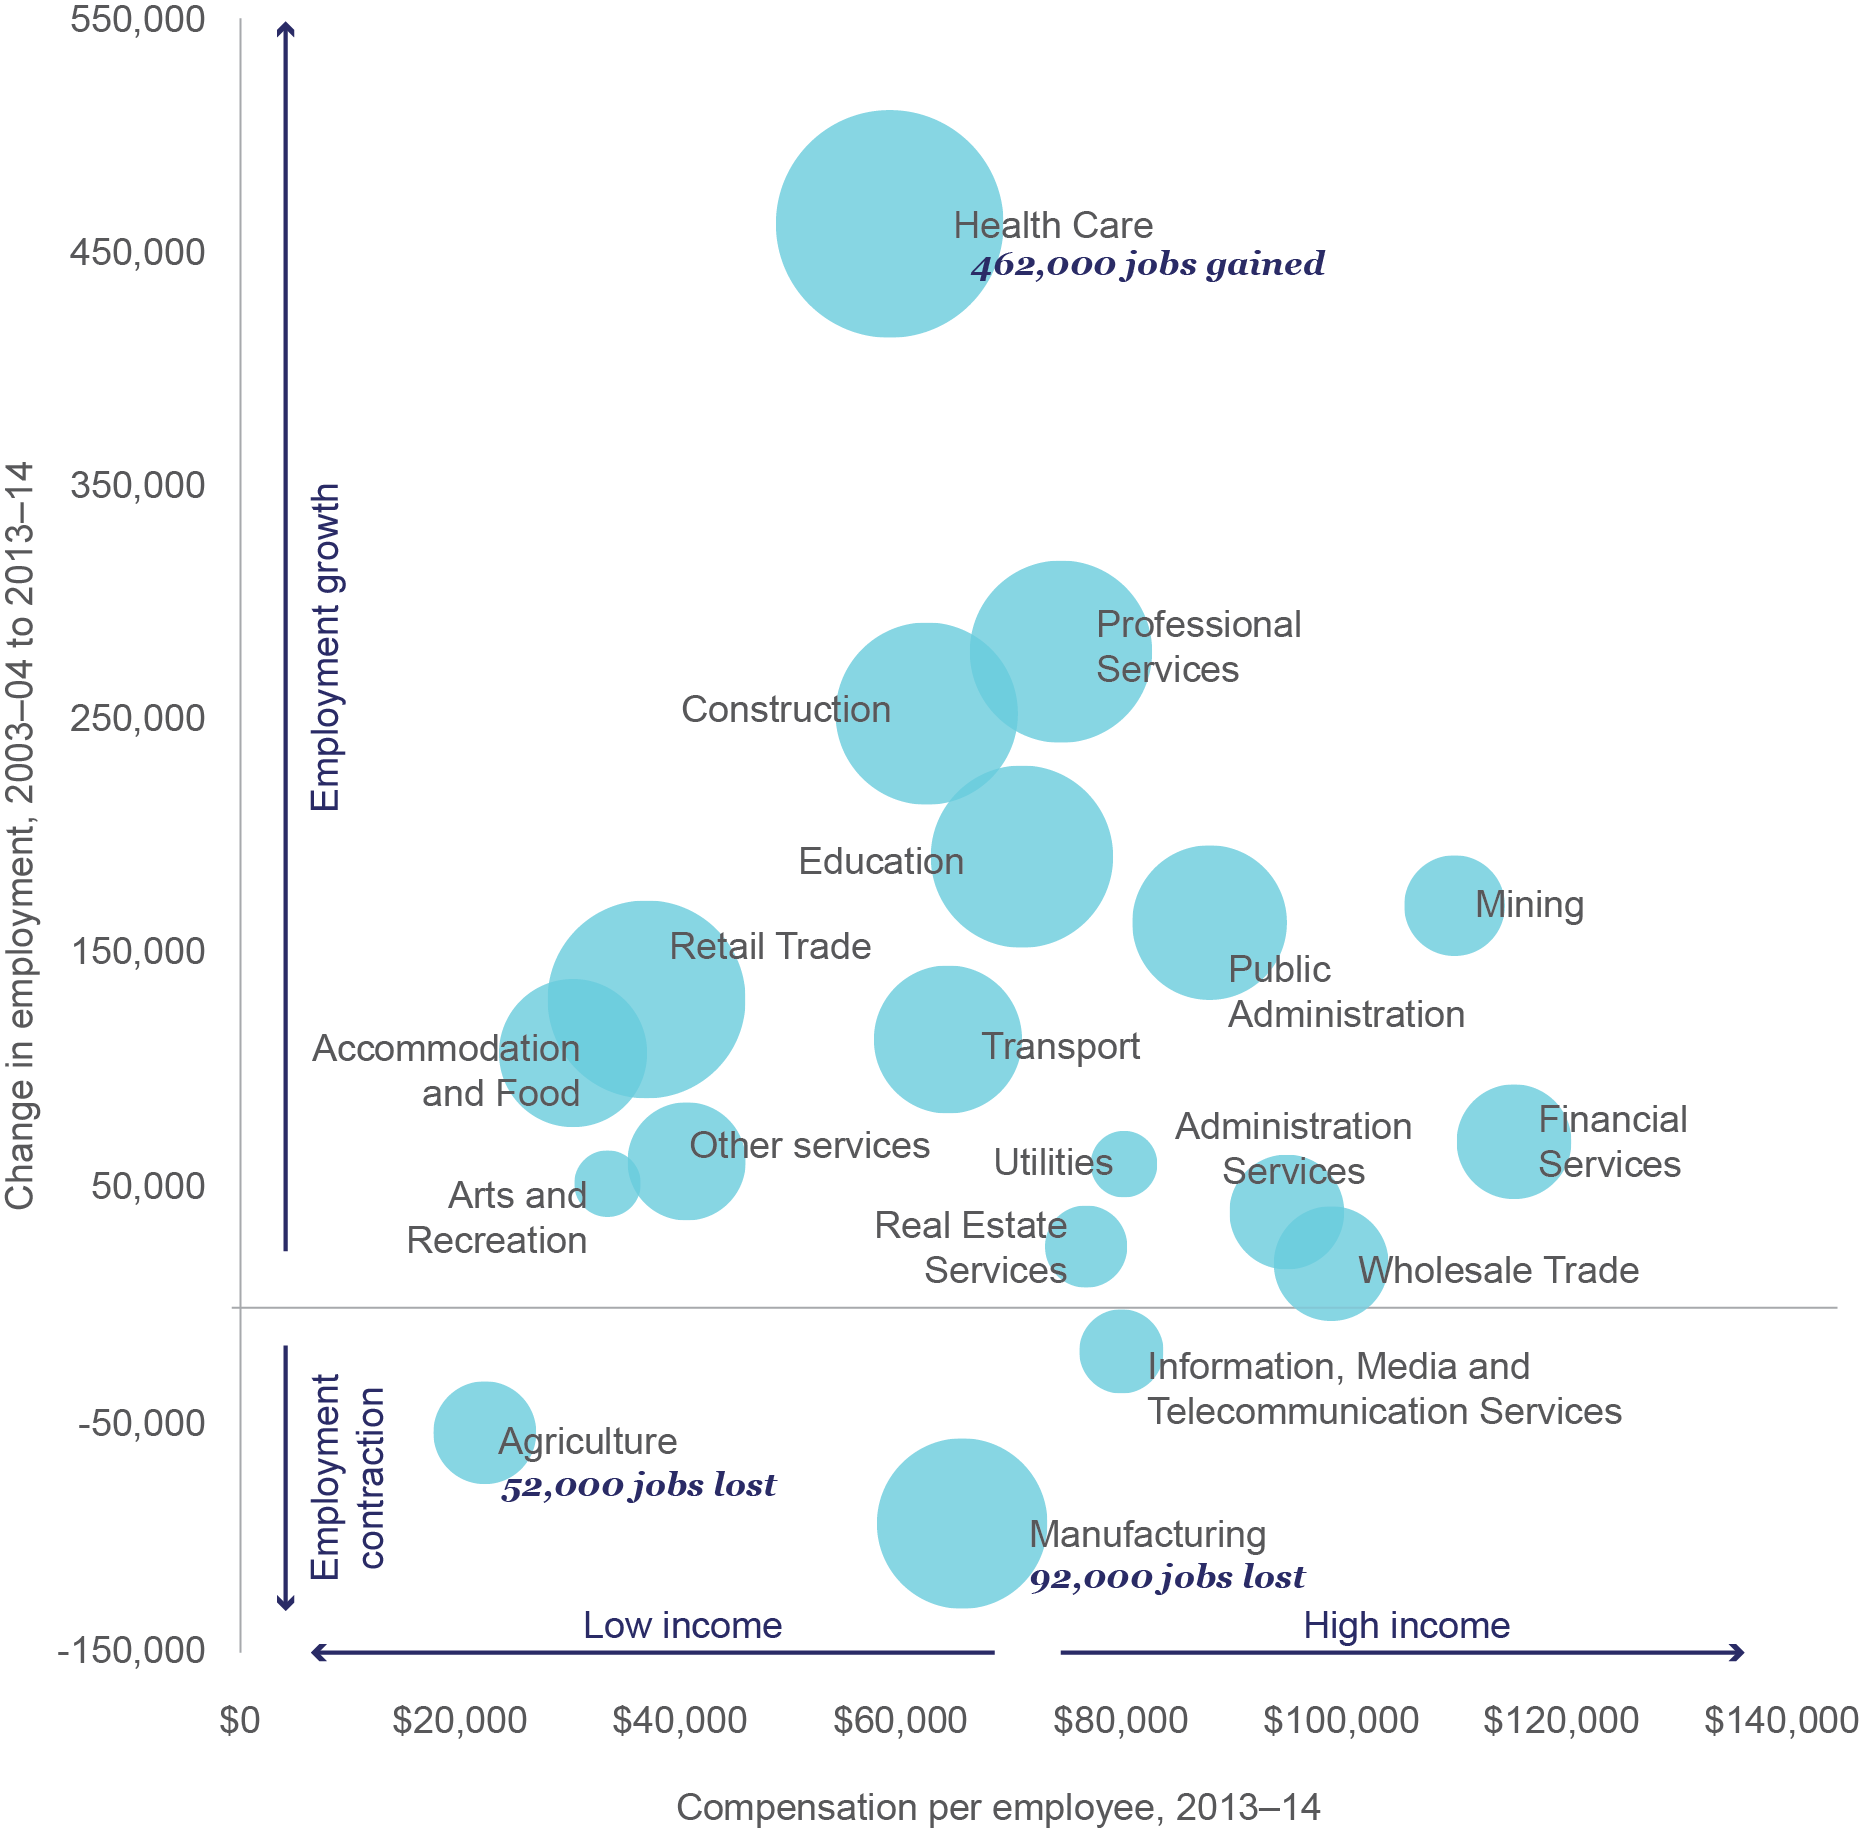 550,000
450,000
350,000
250,000
150,000
50,000
-50,000
-150,000
Change in employment, 2003–04 to 2013–14
Employment growth
Employment
contraction
Health Care
462,000 jobs gained
Professional
Services
Construction
Education
Mining
Retail Trade
Public
Administration
Accommodation
and Food
Transport
Other services
Arts and
Recreation
Utilities
Administration
Services
Financial
Services
Real Estate
Services
Wholesale Trade
Information, Media and
Telecommunication Services
Agriculture
52,000 jobs lost
Manufacturing
92,000 jobs lost
Low income
High income
$0
$20,000
$40,000
$60,000
$80,000
$100,000
$120,000
$140,000
Compensation per employee, 2013–14